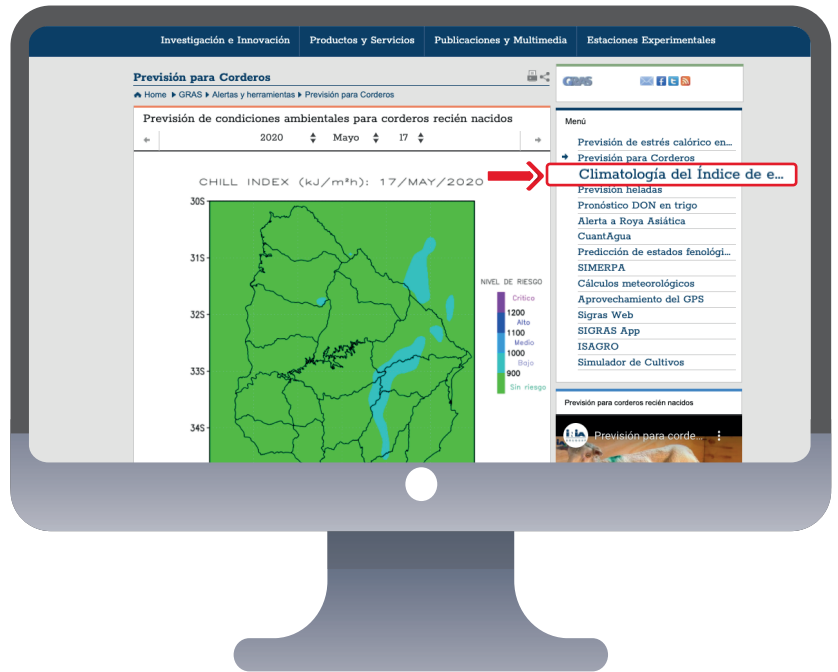 Investigación e Innovación
Productos y Servicios
Publicaciones y Multimedia
Estaciones Experimentales
Previsión para Corderos
Home ▶ GRAS ▶ Alertas y herramientas ▶ Previsión para Corderos
Previsión de condiciones ambientales para corderos recién nacidos
2020 Mayo 17
CHILL INDEX (kJ/m²h): 17/MAY/2020
30S
31S
32S
33S
34S
NIVEL DE RIESGO
Crítico
1200
Alto
1100
Medio
1000
Bajo
900
Sin riesgo
GRAS
Menú
Previsión de estrés calórico en...
Previsión para Corderos
Climatología del Índice de e...
Previsión heladas
Pronóstico DON en trigo
Alerta a Roya Asiática
CuantAgua
Predicción de estados fenológi...
SIMERPA
Cálculos meteorológicos
Aprovechamiento del GPS
Sigras Web
SIGRAS App
ISAGRO
Simulador de Cultivos
Previsión para corderos recién nacidos
Previsión para corde...